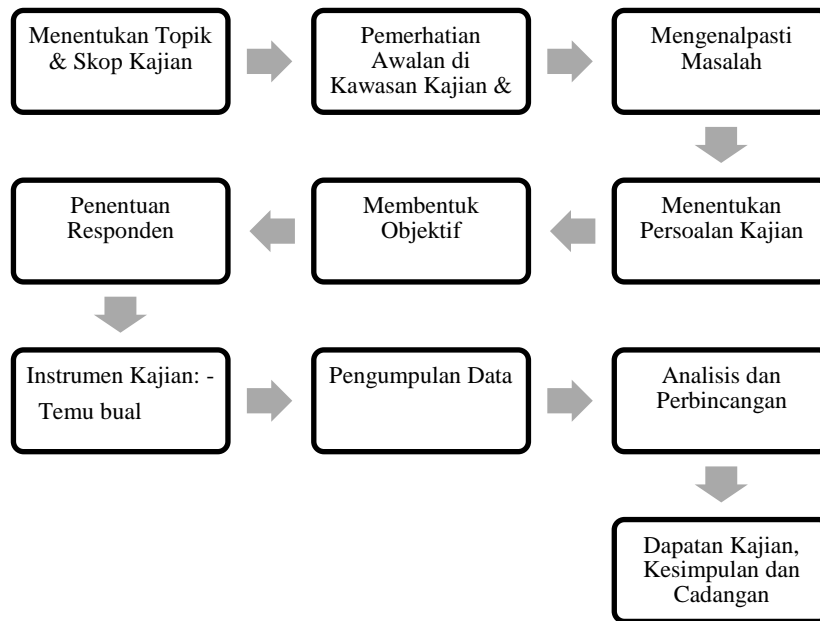 Menentukan Topik
& Skop Kajian
Pemerhatian
Awalan di
Kawasan Kajian &
Mengenalpasti
Masalah
Menentukan
Persoalan Kajian
Membentuk
Objektif
Penentuan
Responden
Instrumen Kajian: -
Temu bual
Pengumpulan Data
Analisis dan
Perbincangan
Dapatan Kajian,
Kesimpulan dan
Cadangan